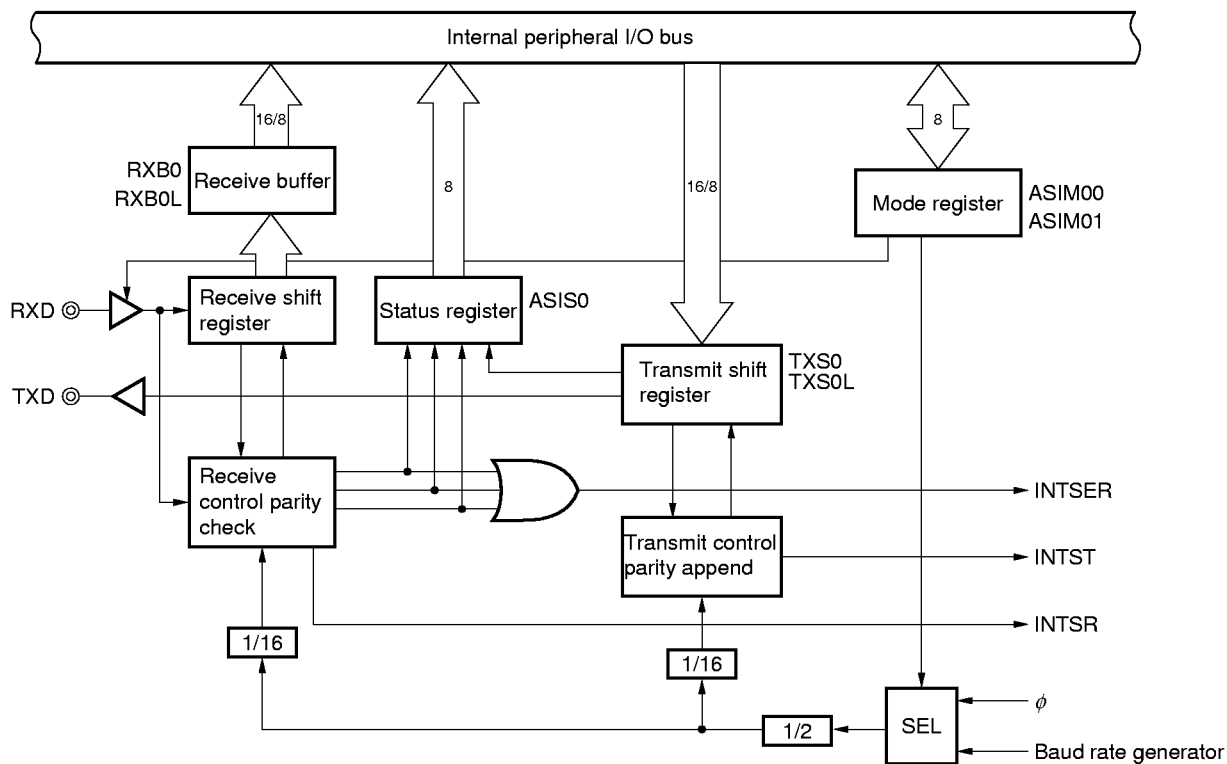 Internal peripheral I/O bus
16/8
8
16/8
8
RXB0
RXB0L
Receive buffer
Mode register
ASIM00
ASIM01
RXD
Receive shift
register
Status register
ASIS0
TXD
Transmit shift
register
TXS0
TXS0L
Receive
control parity
check
INTSER
Transmit control
parity append
INTST
1/16
INTSR
1/16
1/2
SEL
ϕ
Baud rate generator